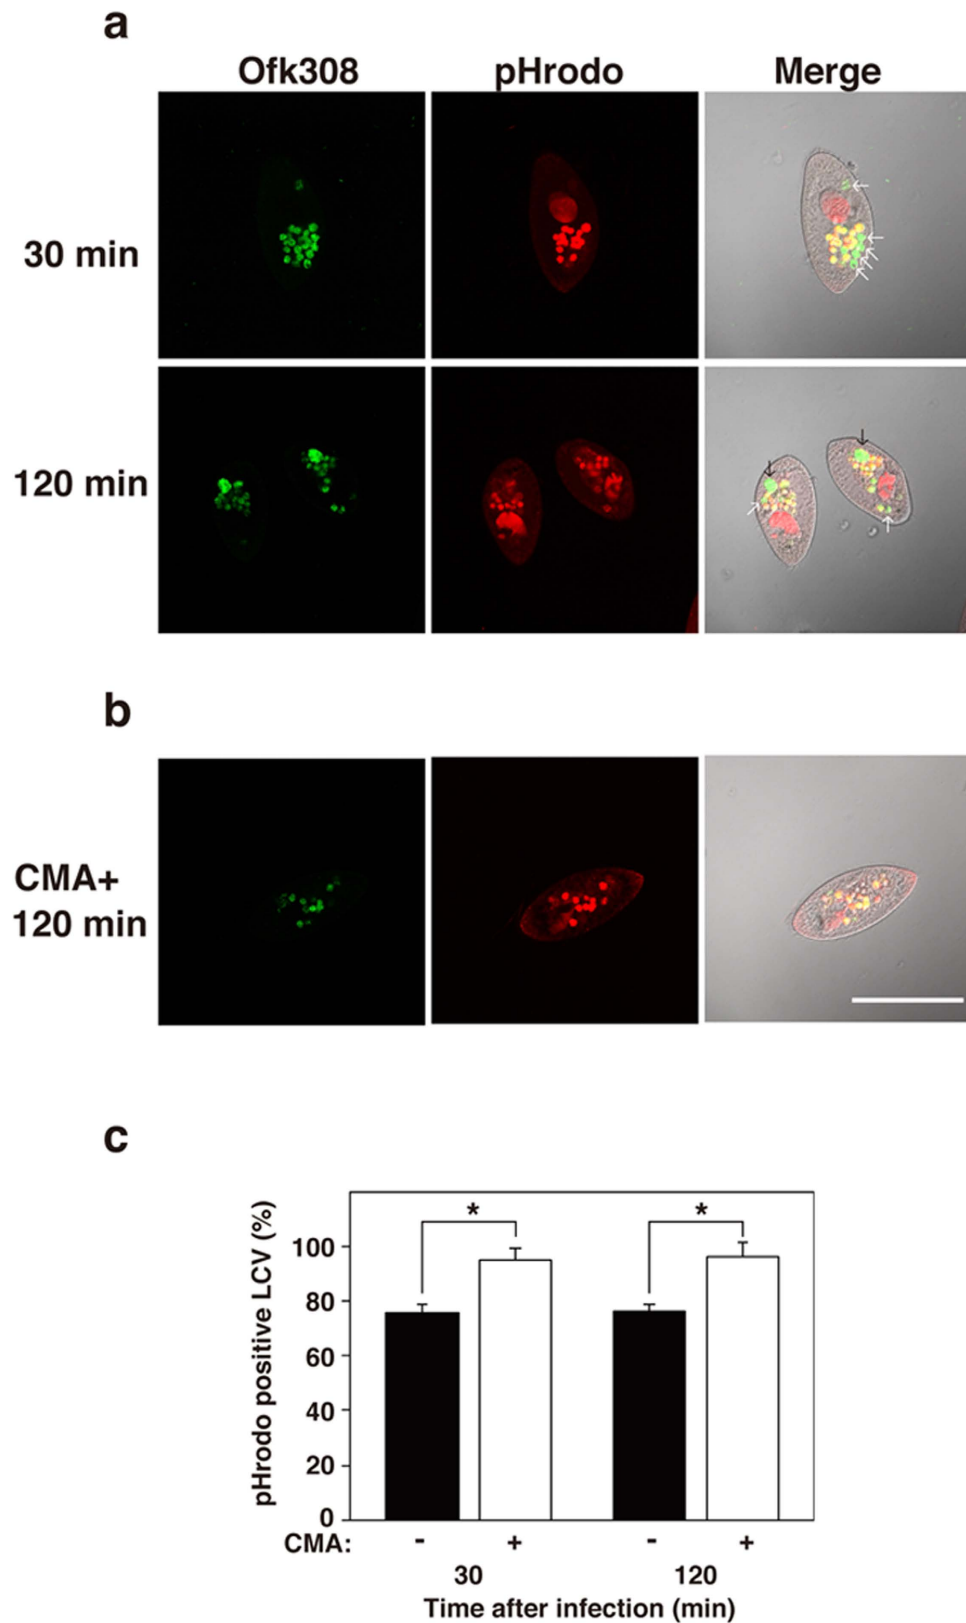 a
Ofk308 pHrodo Merge
30 min
120 min
b
CMA+
120 min
c
pHrodo positive LCV (%)
100
80
60
40
20
0
* *
CMA: - + - +
30 120
Time after infection (min)